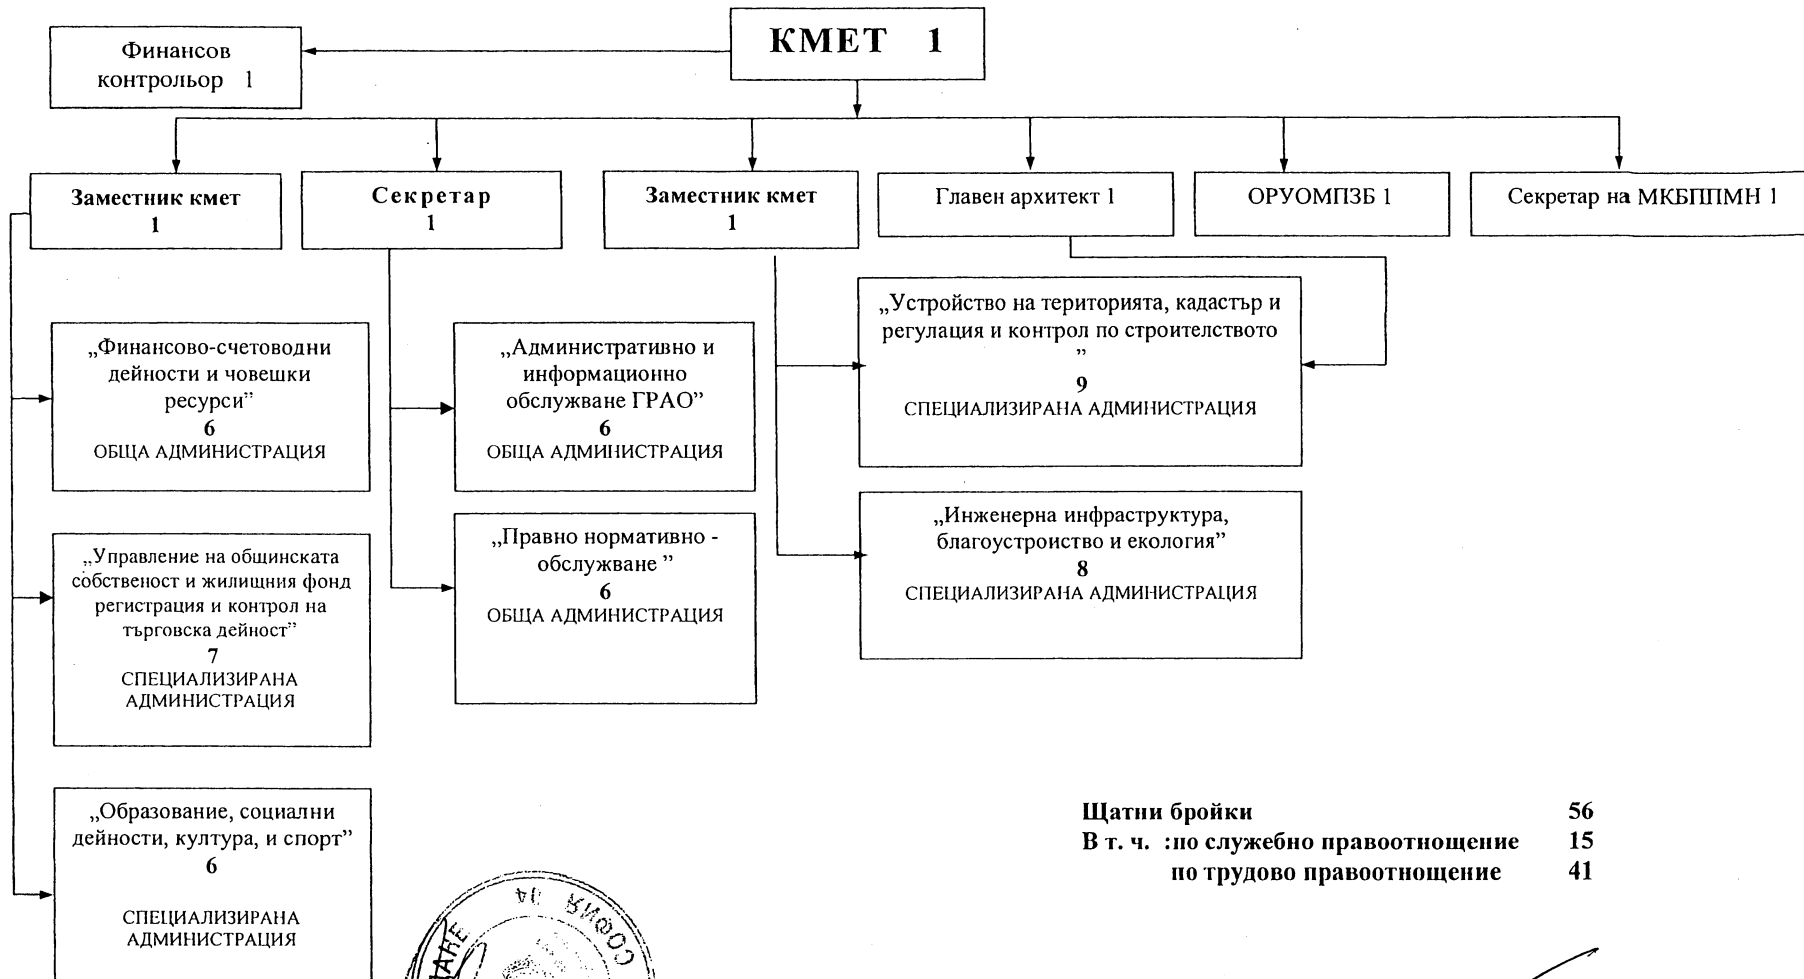 КМЕТ 1
Финансов
контрольор 1
Заместник кмет
1
Секретар
1
Заместник кмет
1
Главен архитект 1
ОРУОМПЗБ 1
Секретар на МКБППМН 1
„Финансово-счетоводни
дейности и човешки
ресурси”
6
ОБЩА АДМИНИСТРАЦИЯ
„Административно и
информационно
обслужване ГРАО”
6
ОБЩА АДМИНИСТРАЦИЯ
„Устройство на територията, кадастър и
регулация и контрол по строителството
”
9
СПЕЦИАЛИЗИРАНА АДМИНИСТРАЦИЯ
„Управление на общинската
собственост и жилищния фонд
регистрация и контрол на
търговска дейност”
7
СПЕЦИАЛИЗИРАНА
АДМИНИСТРАЦИЯ
„Правно нормативно -
обслужване ”
6
ОБЩА АДМИНИСТРАЦИЯ
„Инженерна инфраструктура,
благоустроиство и екология”
8
СПЕЦИАЛИЗИРАНА АДМИНИСТРАЦИЯ
„Образование, социални
дейности, култура, и спорт”
6
СПЕЦИАЛИЗИРАНА
АДМИНИСТРАЦИЯ
Щатни бройки 56
В т. ч. :по служебно правоотнощение 15
по трудово правоотнощение 41
СОФИЯ